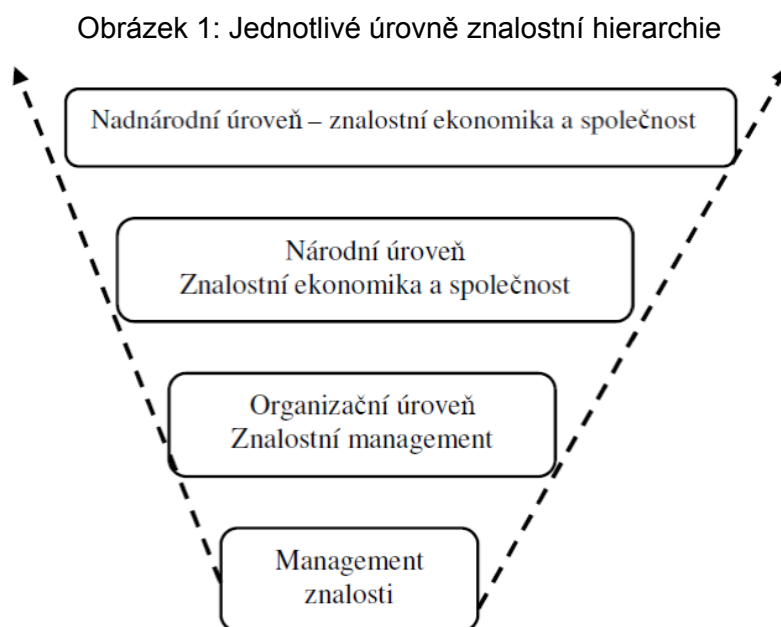 Obrázek 1: Jednotlivé úrovně znalostní hierarchie
Nadnárodní úroveň – znalostní ekonomika a společnost
Národní úroveň
Znalostní ekonomika a společnost
Organizační úroveň
Znalostní management
Management
znalosti